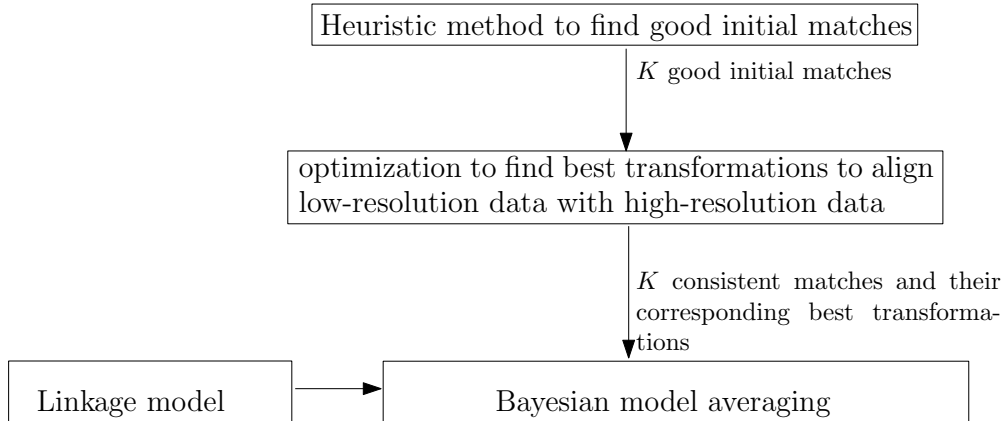 Heuristic method to find good initial matches
K good initial matches
optimization to find best transformations to align
low-resolution data with high-resolution data
K consistent matches and their
corresponding best transforma-
tions
Linkage model
Bayesian model averaging